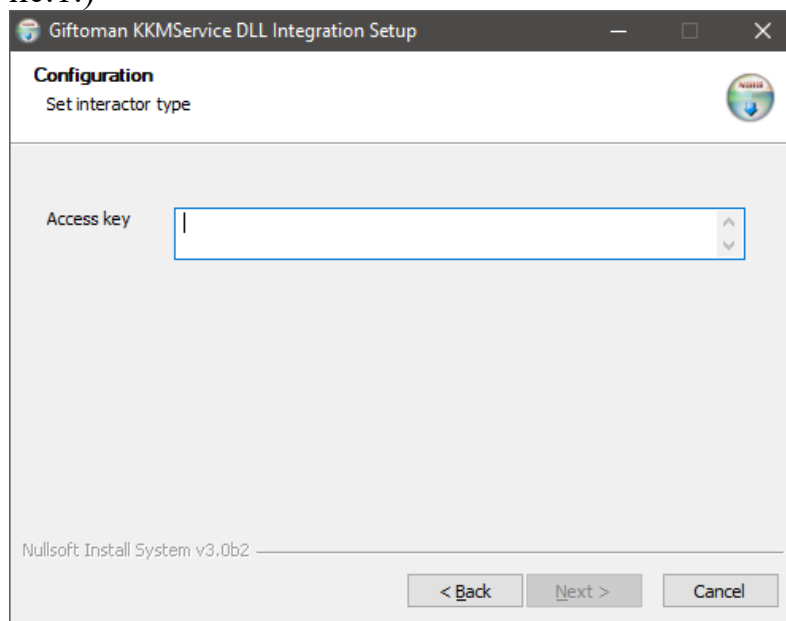 Giftoman KKMService DLL Integration Setup
Configuration
Set interactor type
Access key
Nullsoft Install System v3.0b2
< Back
Next >
Cancel